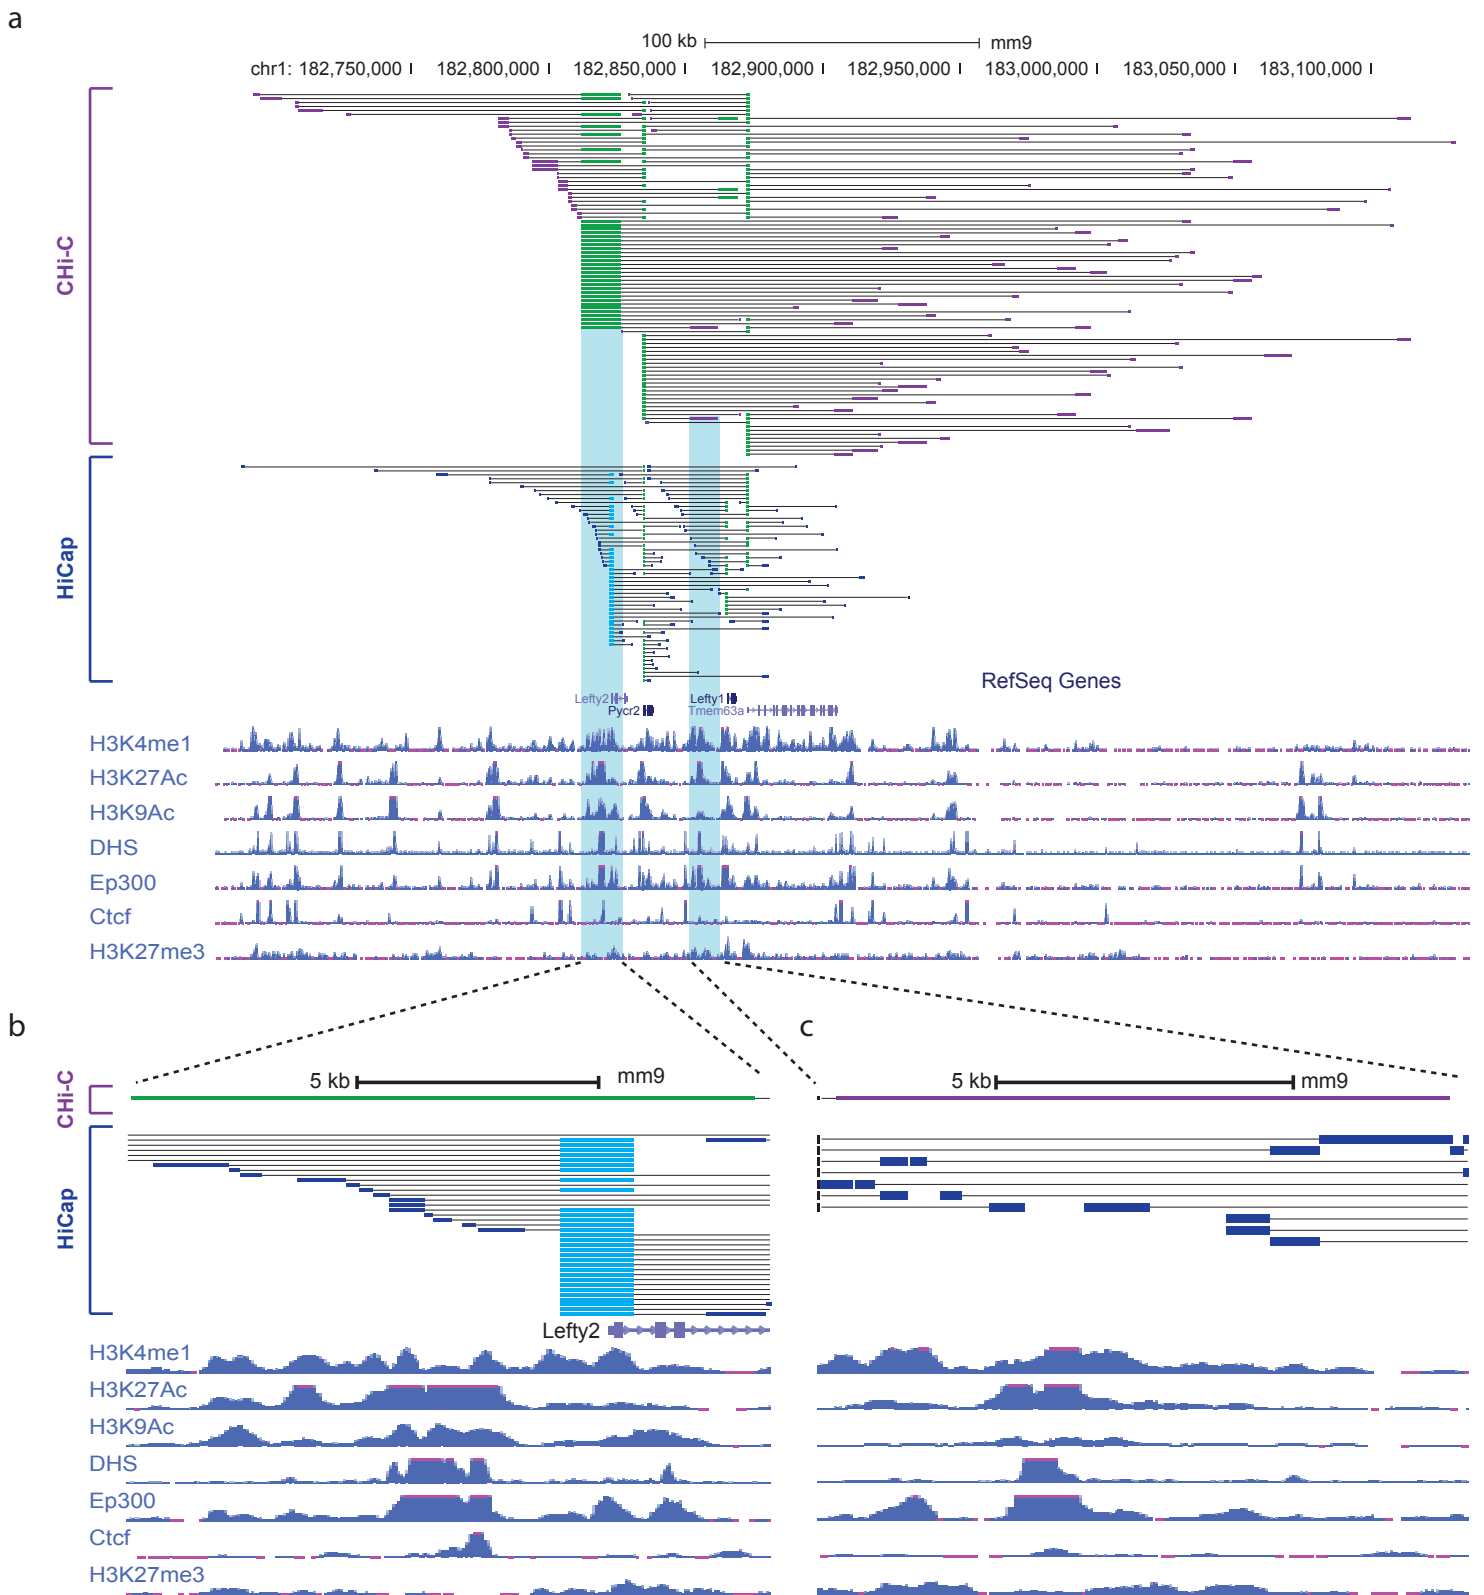 a
100 kb mm9
chr1: 182,750,000 182,800,000 182,850,000 182,900,000 182,950,000 183,000,000 183,050,000 183,100,000
CHi-C
HiCap
RefSeq Genes
Lefty2 Lefty1
Pycr2 Tmem63a
H3K4me1
H3K27Ac
H3K9Ac
DHS
Ep300
Ctcf
H3K27me3
b c
5 kb mm9 5 kb mm9
CHi-C
HiCap
Lefty2
H3K4me1
H3K27Ac
H3K9Ac
DHS
Ep300
Ctcf
H3K27me3